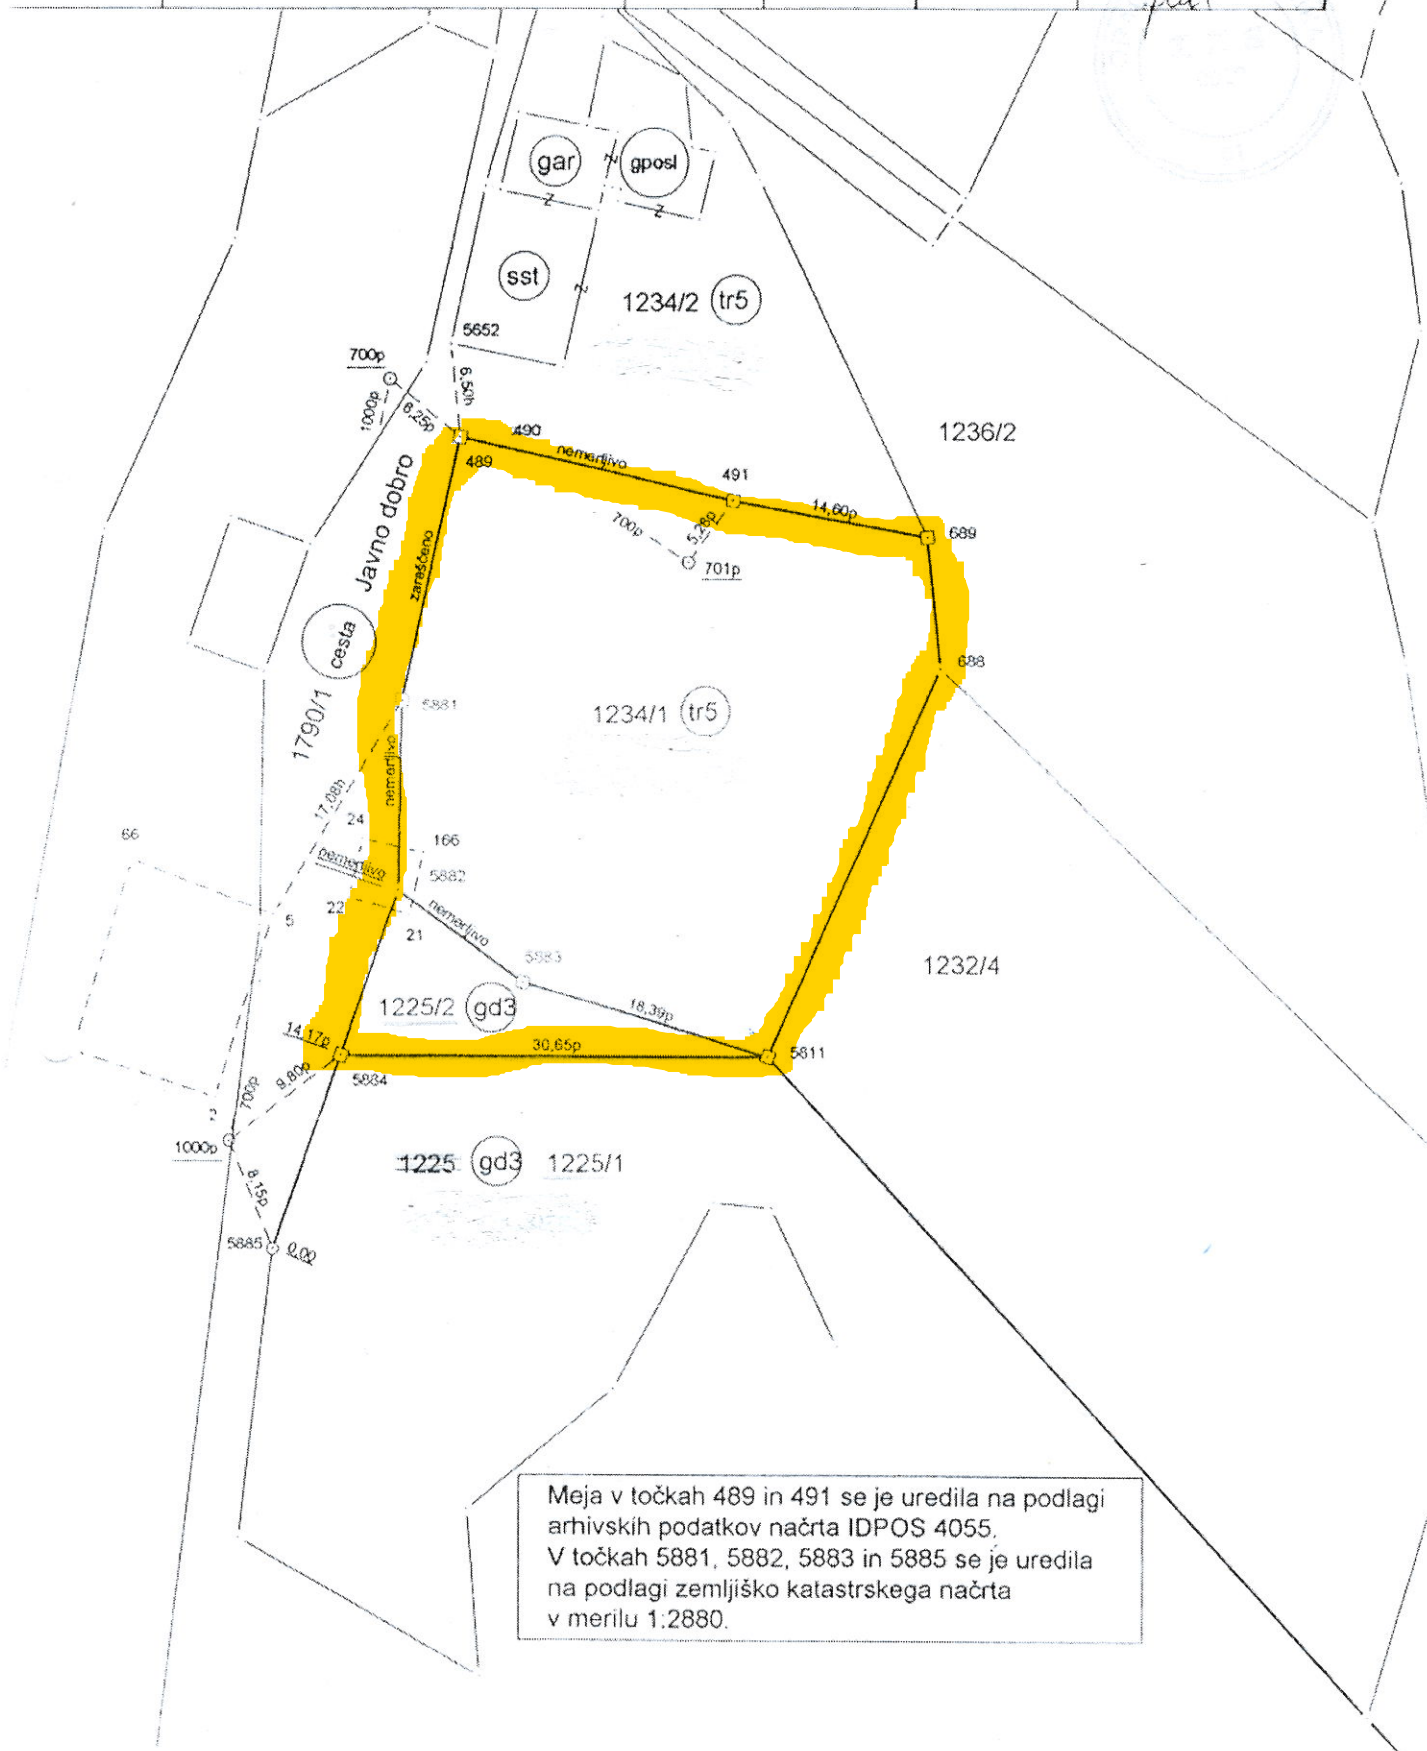 gar
gposl
z
z
z
sst
z
1234/2 tr5
5652
700p
6,50h
1000p
6,25p
490
1236/2
489
nemerljivo
491
14,60p
689
Javno dobro
700p
5,28p
701p
zaraščeno
cesta
688
1790/1
5881
1234/1 tr5
nemerljivo
17,08h
24
66
166
nemerljivo
5882
22
5
21
nemerljivo
5883
1232/4
1225/2 gd3
18,39p
14,17p
30,65p
5811
5884
9,80p
700p
1000p
1225 gd3 1225/1
8,15p
5885
0,00
Meja v točkah 489 in 491 se je uredila na podlagi
arhivskih podatkov načrta IDPOS 4055.
V točkah 5881, 5882, 5883 in 5885 se je uredila
na podlagi zemljiško katastrskega načrta
v merilu 1:2880.